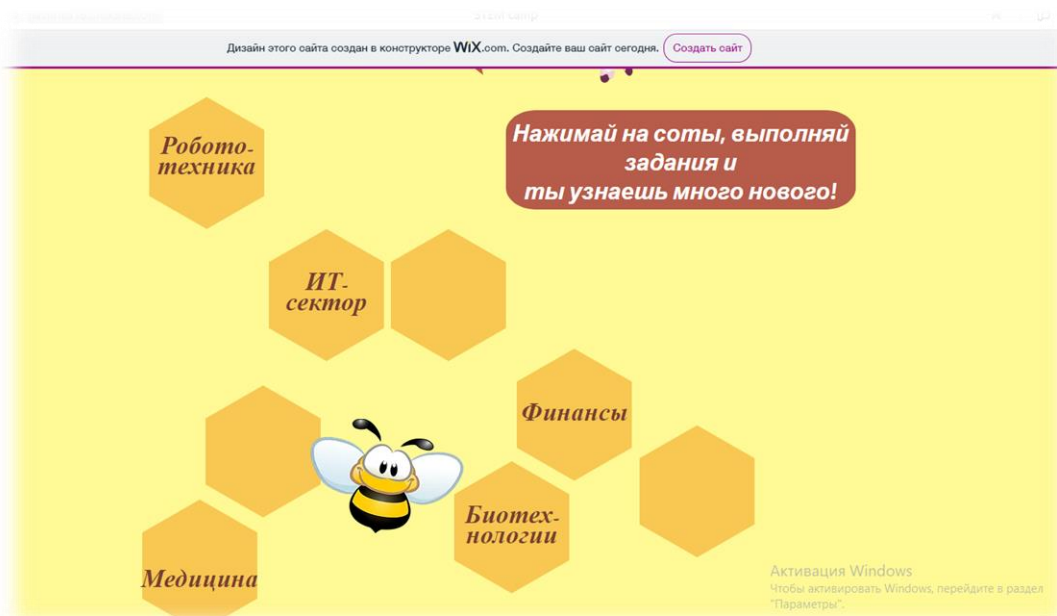 STEM camp
Дизайн этого сайта создан в конструкторе WiX.com. Создайте ваш сайт сегодня. Создать сайт
Нажимай на соты, выполняй
задания и
ты узнаешь много нового!
Робото-
техника
ИТ-
сектор
Финансы
Биотех-
нологии
Медицина
Активация Windows
Чтобы активировать Windows, перейдите в раздел
"Параметры".